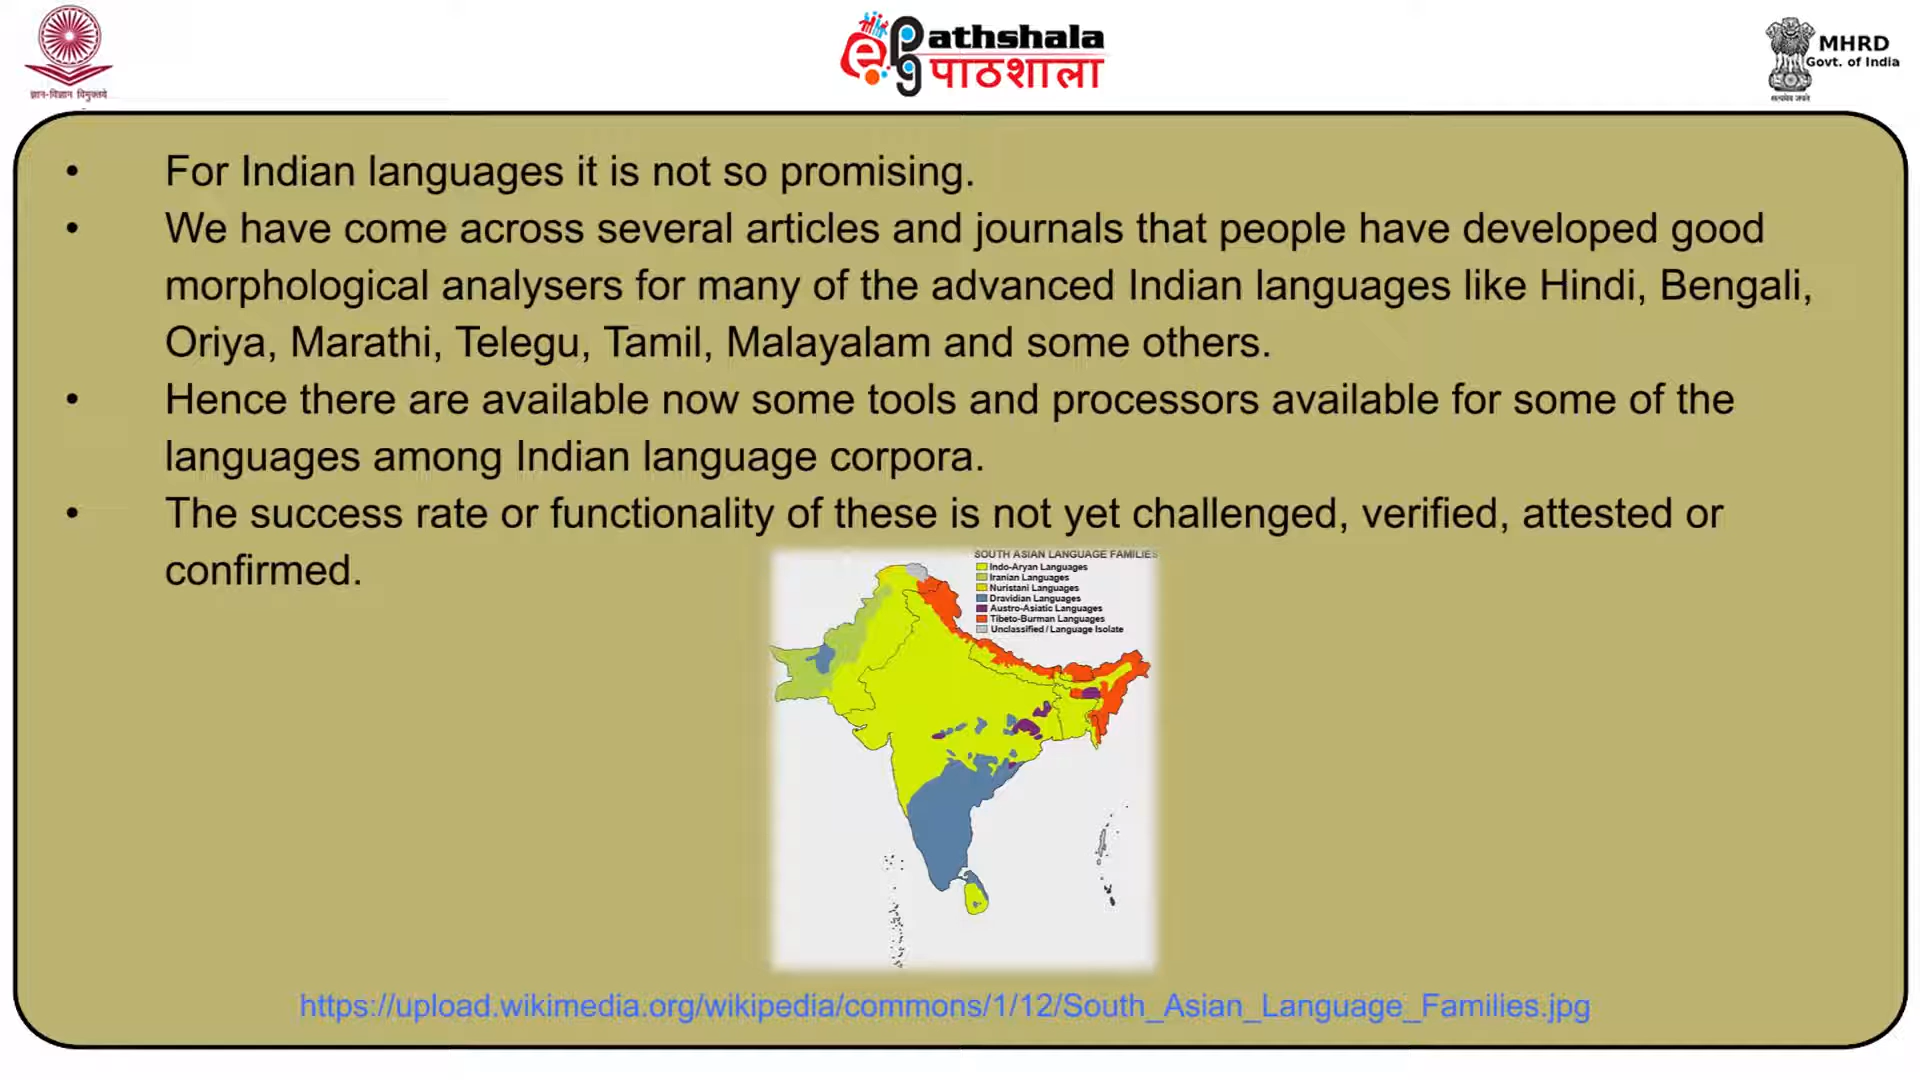 ज्ञान-विज्ञान विमुक्तये
e Pathshala
पाठशाला
MHRD
Govt. of India
सत्यमेव जयते
• For Indian languages it is not so promising.
• We have come across several articles and journals that people have developed good
morphological analysers for many of the advanced Indian languages like Hindi, Bengali,
Oriya, Marathi, Telegu, Tamil, Malayalam and some others.
• Hence there are available now some tools and processors available for some of the
languages among Indian language corpora.
• The success rate or functionality of these is not yet challenged, verified, attested or
confirmed.
SOUTH ASIAN LANGUAGE FAMILIES
Indo-Aryan Languages
Iranian Languages
Nuristani Languages
Dravidian Languages
Austro-Asiatic Languages
Tibeto-Burman Languages
Unclassified / Language Isolate
https://upload.wikimedia.org/wikipedia/commons/1/12/South_Asian_Language_Families.jpg